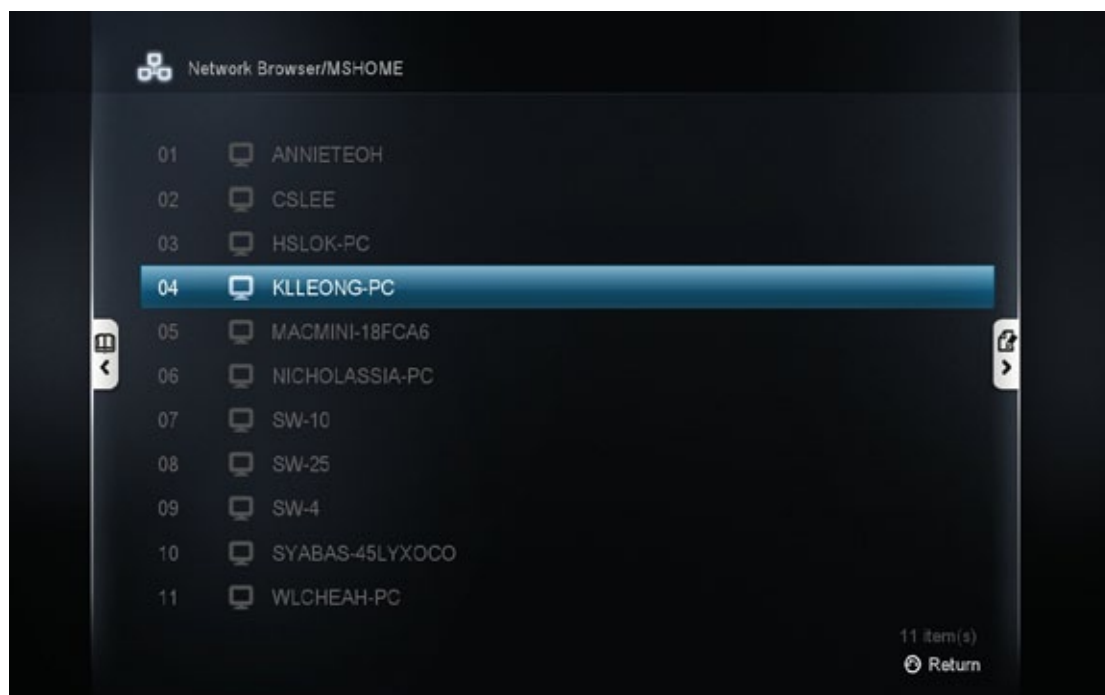 Network Browser/MSHOME
01 ANNIETEOH
02 CSLEE
03 HSLOK-PC
04 KLLEONG-PC
05 MACMINI-18FCA6
06 NICHOLASSIA-PC
07 SW-10
08 SW-25
09 SW-4
10 SYABAS-45LYXOCO
11 WLCHEAH-PC
11 item(s)
Return